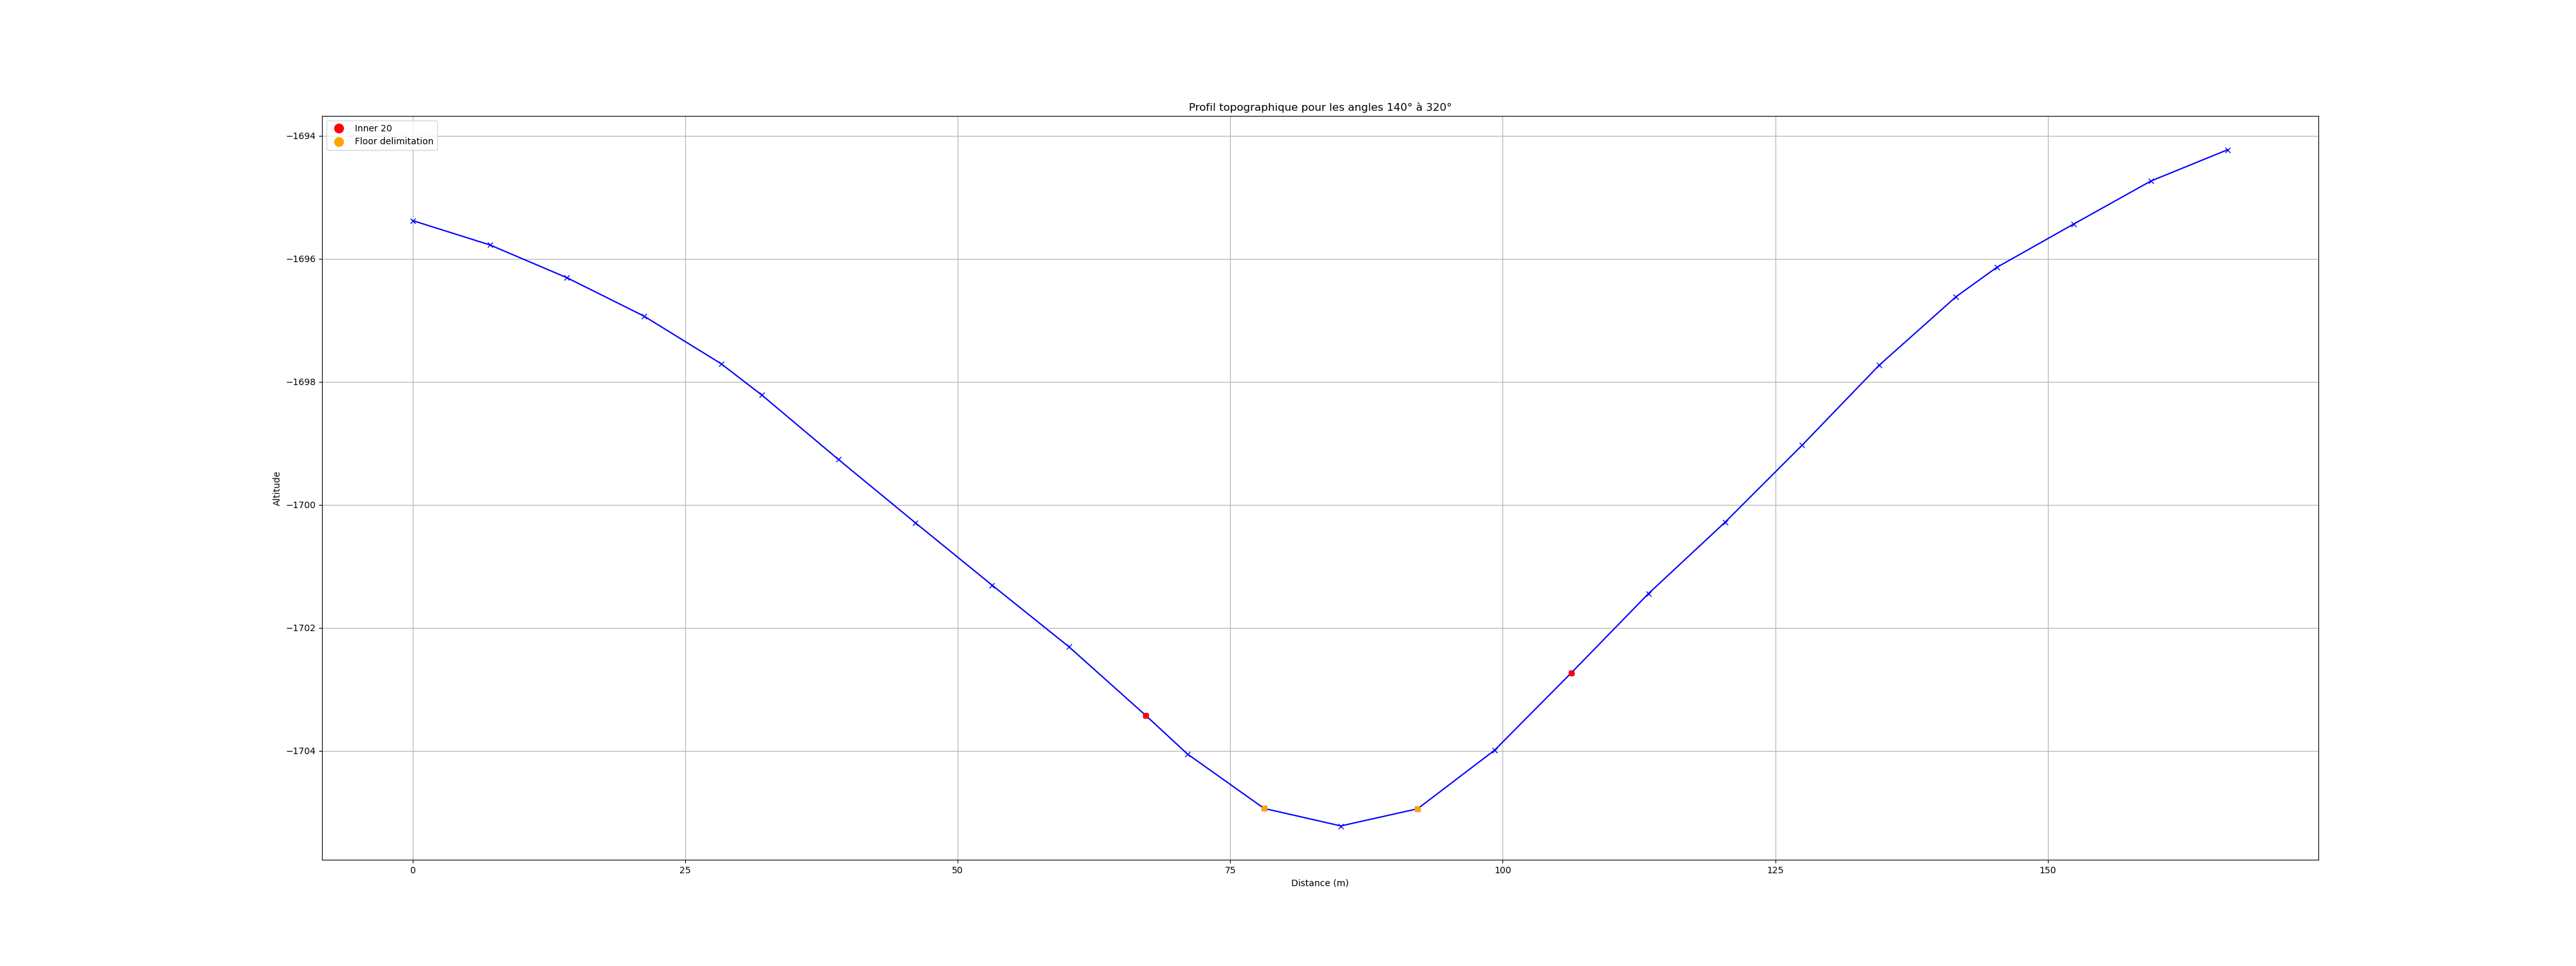 Profil topographique pour les angles 140° à 320°
Inner 20
Floor delimitation
−1694
−1696
−1698
−1700
−1702
−1704
Altitude
0 25 50 75 100 125 150
Distance (m)